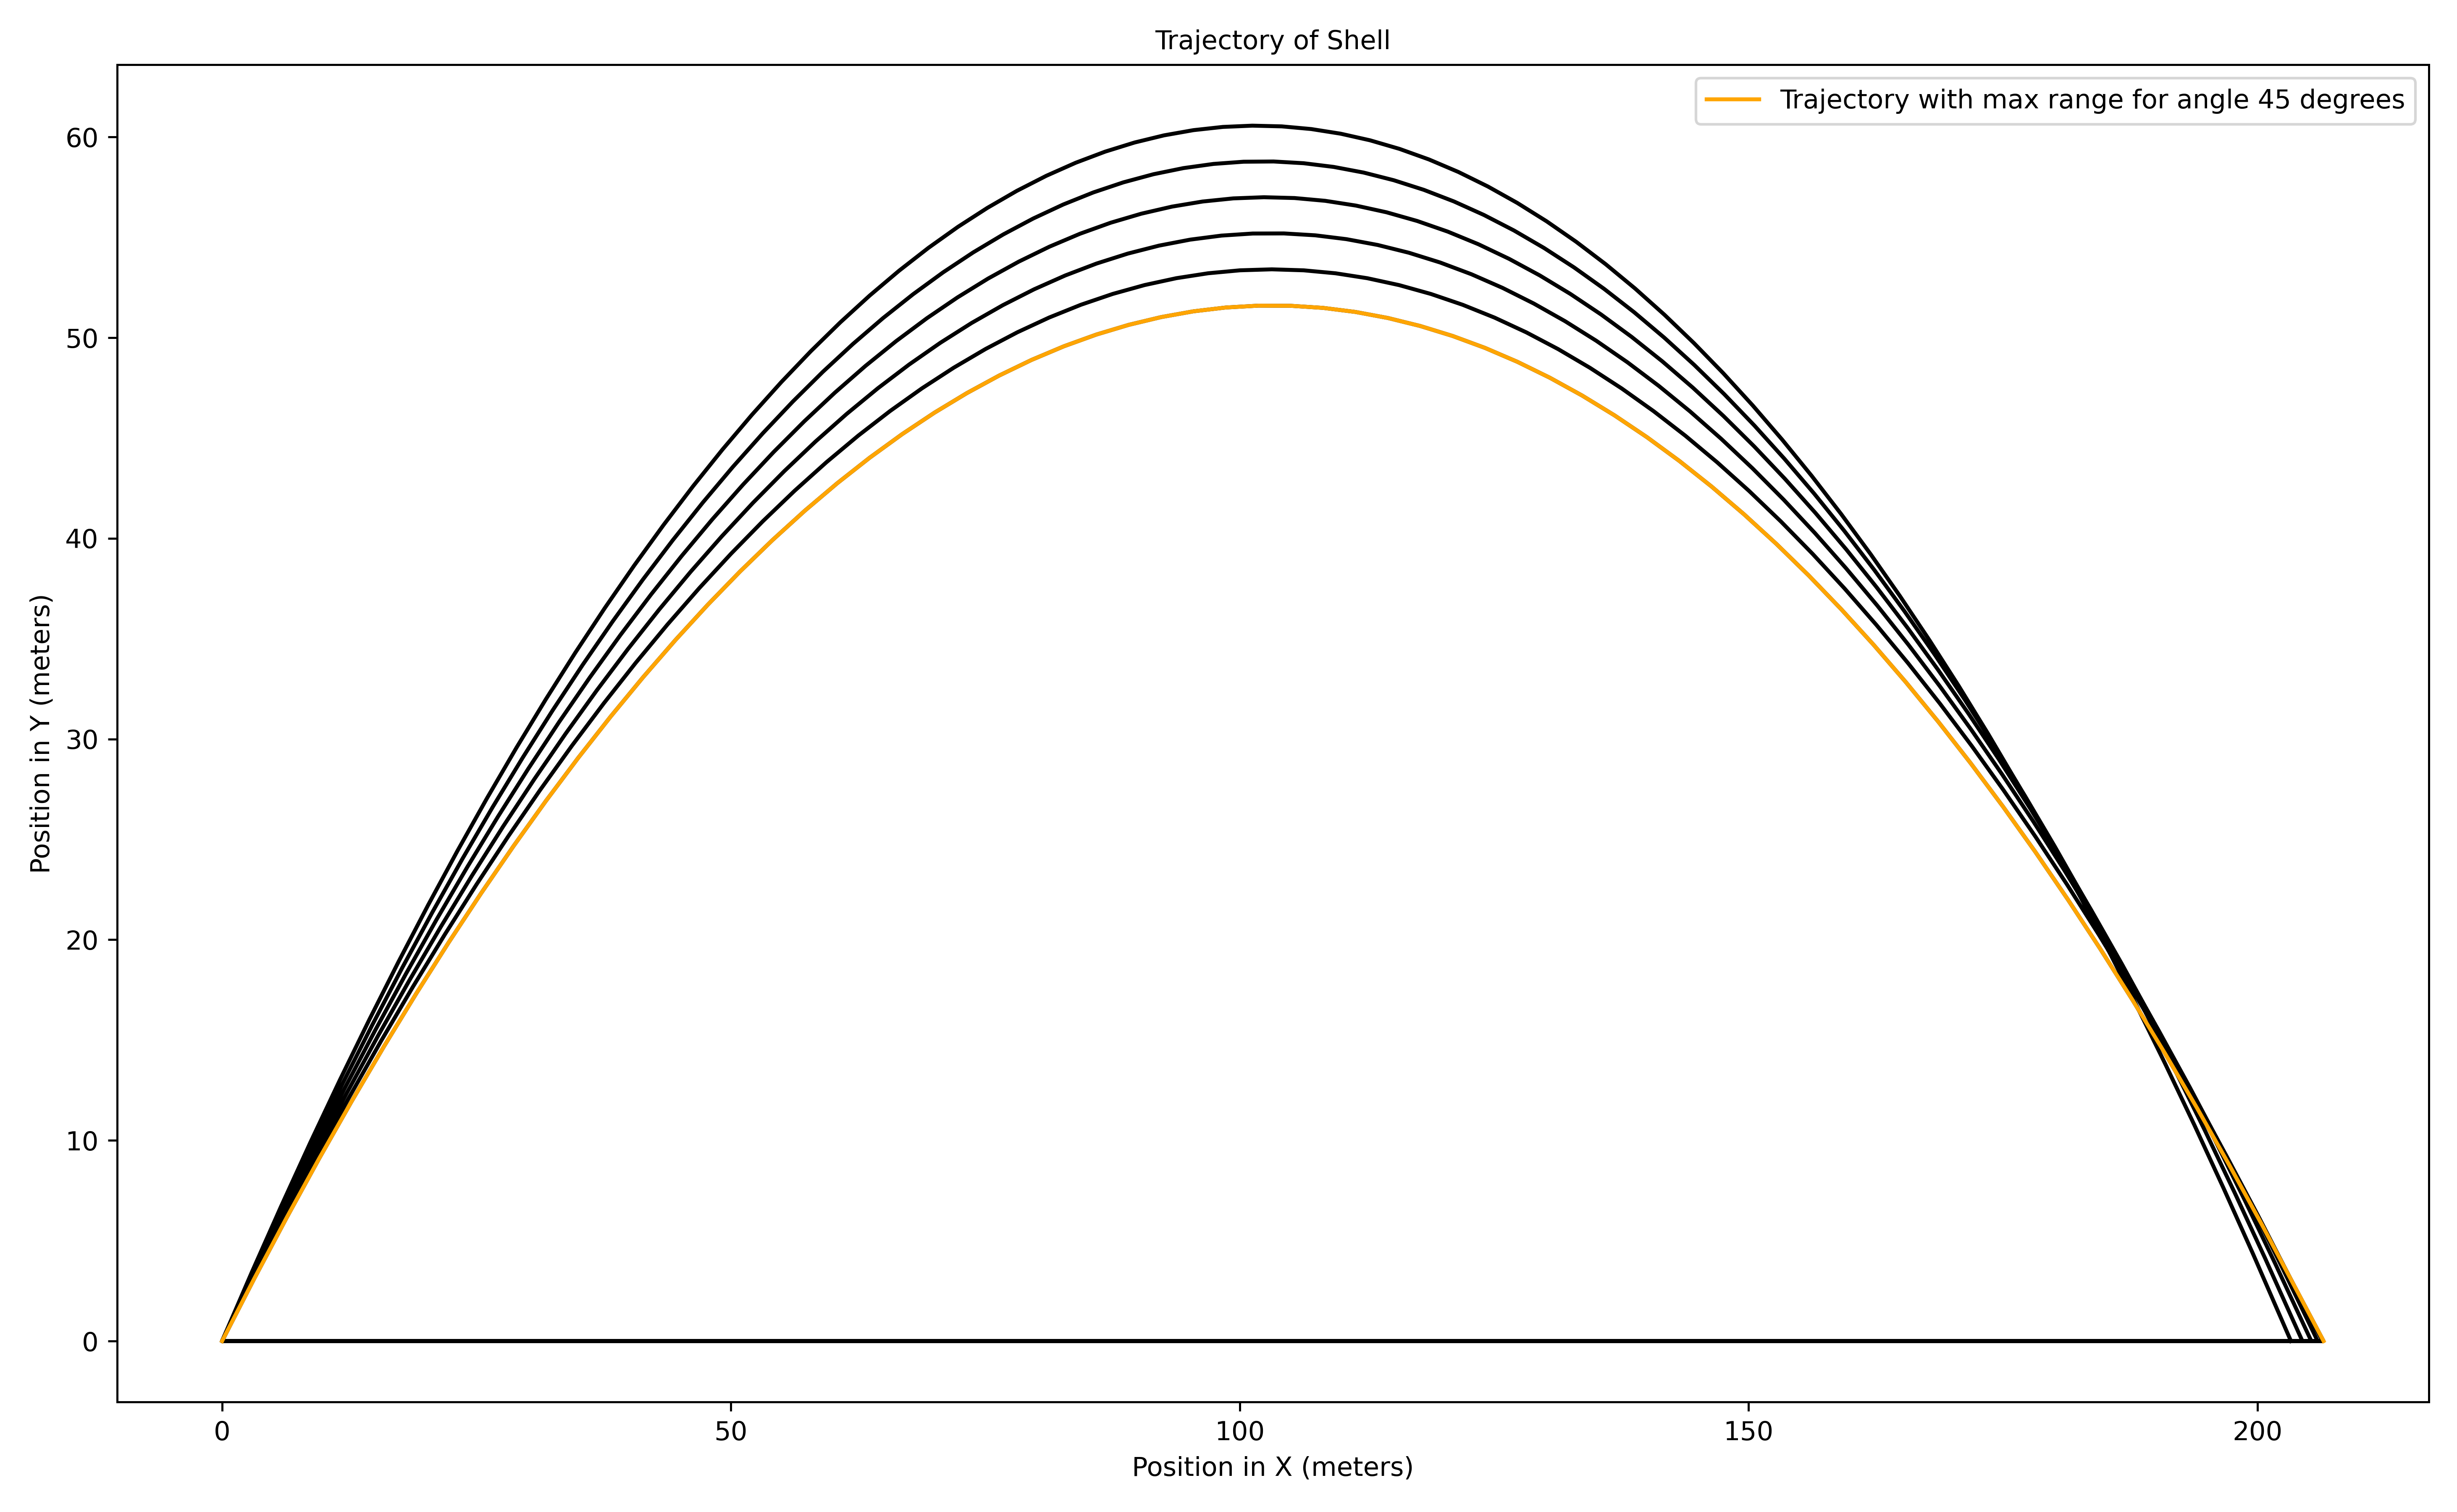 Trajectory of Shell
Trajectory with max range for angle 45 degrees
60
50
40
30
20
10
0
Position in Y (meters)
0 50 100 150 200
Position in X (meters)